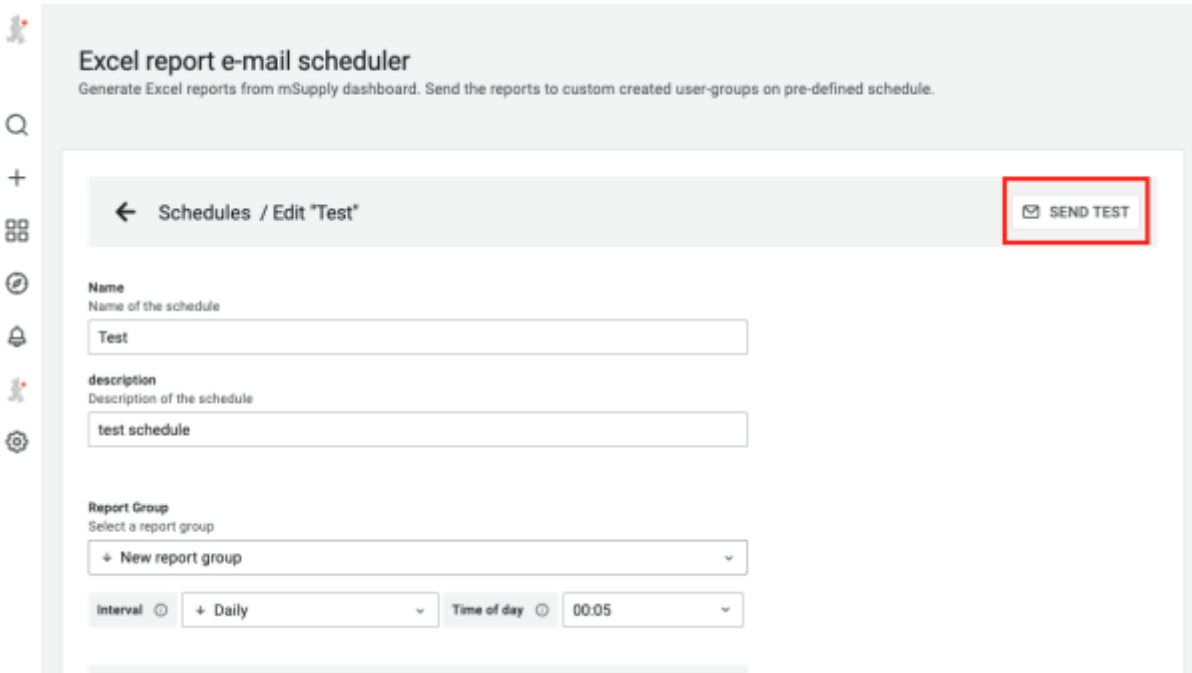 Excel report e-mail scheduler
Generate Excel reports from mSupply dashboard. Send the reports to custom created user-groups on pre-defined schedule.
Schedules / Edit "Test"
SEND TEST
Name
Name of the schedule
Test
description
Description of the schedule
test schedule
Report Group
Select a report group
New report group
Interval Daily Time of day 00:05